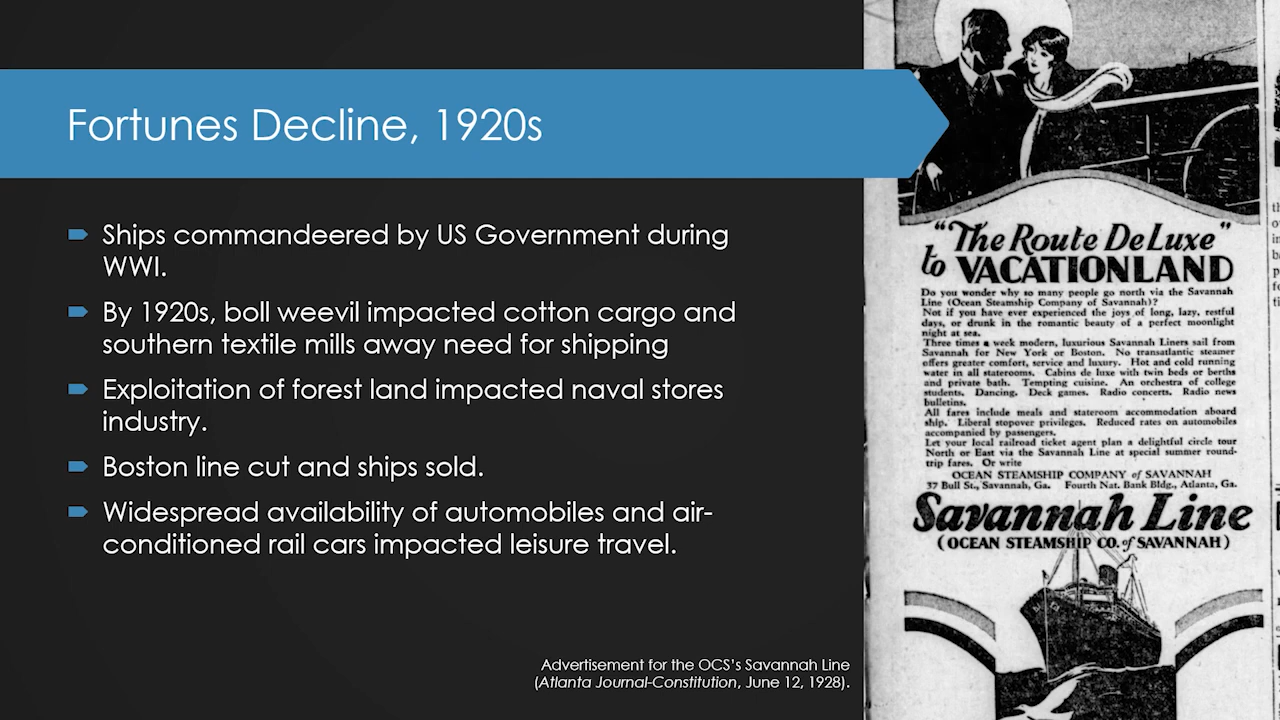 Fortunes Decline, 1920s
Ships commandeered by US Government during
WWI.
By 1920s, boll weevil impacted cotton cargo and
southern textile mills away need for shipping
Exploitation of forest land impacted naval stores
industry.
Boston line cut and ships sold.
Widespread availability of automobiles and air-
conditioned rail cars impacted leisure travel.
Advertisement for the OCS's Savannah Line
(Atlanta Journal-Constitution, June 12, 1928).
"The Route DeLuxe"
to VACATIONLAND
Do you wonder why so many people go north via the Savannah
Line (Ocean Steamship Company of Savannah)?
Not if you have ever experienced the joys of long, lazy, restful
days, or drunk in the romantic beauty of a perfect moonlight
night at sea.
Three times a week modern, luxurious Savannah Liners sail from
Savannah for New York or Boston. No transatlantic steamer
offers greater comfort, service and luxury. Hot and cold running
water in all staterooms. Cabins de luxe with twin beds or berths
and private bath. Tempting cuisine. An orchestra of college
students. Dancing. Deck games. Radio concerts. Radio news
bulletins.
All fares include meals and stateroom accommodation aboard
ship. Liberal stopover privileges. Reduced rates on automobiles
accompanied by passengers.
Let your local railroad ticket agent plan a delightful circle tour
North or East via the Savannah Line at special summer round-
trip fares. Or write
OCEAN STEAMSHIP COMPANY of SAVANNAH
37 Bull St., Savannah, Ga. Fourth Nat. Bank Bldg., Atlanta, Ga.
Savannah Line
(OCEAN STEAMSHIP CO. of SAVANNAH)